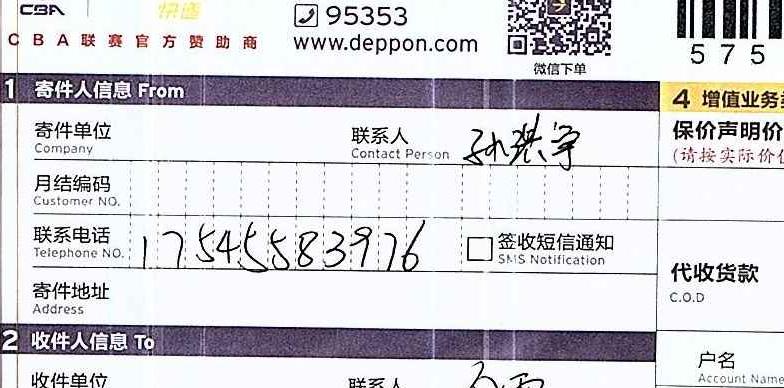 CBA 快递
CBA联赛官方赞助商
95353
www.deppon.com
微信下单
575
1 寄件人信息 From
寄件单位
Company
联系人
Contact Person
孙洪宇
月结编码
Customer NO.
联系电话
Telephone NO.
17545583976
签收短信通知
SMS Notification
寄件地址
Address
2 收件人信息 To
收件单位
联系人
4 增值业务
保价声明价
(请按实际价值
代收货款
C.O.D
户名
Account Name